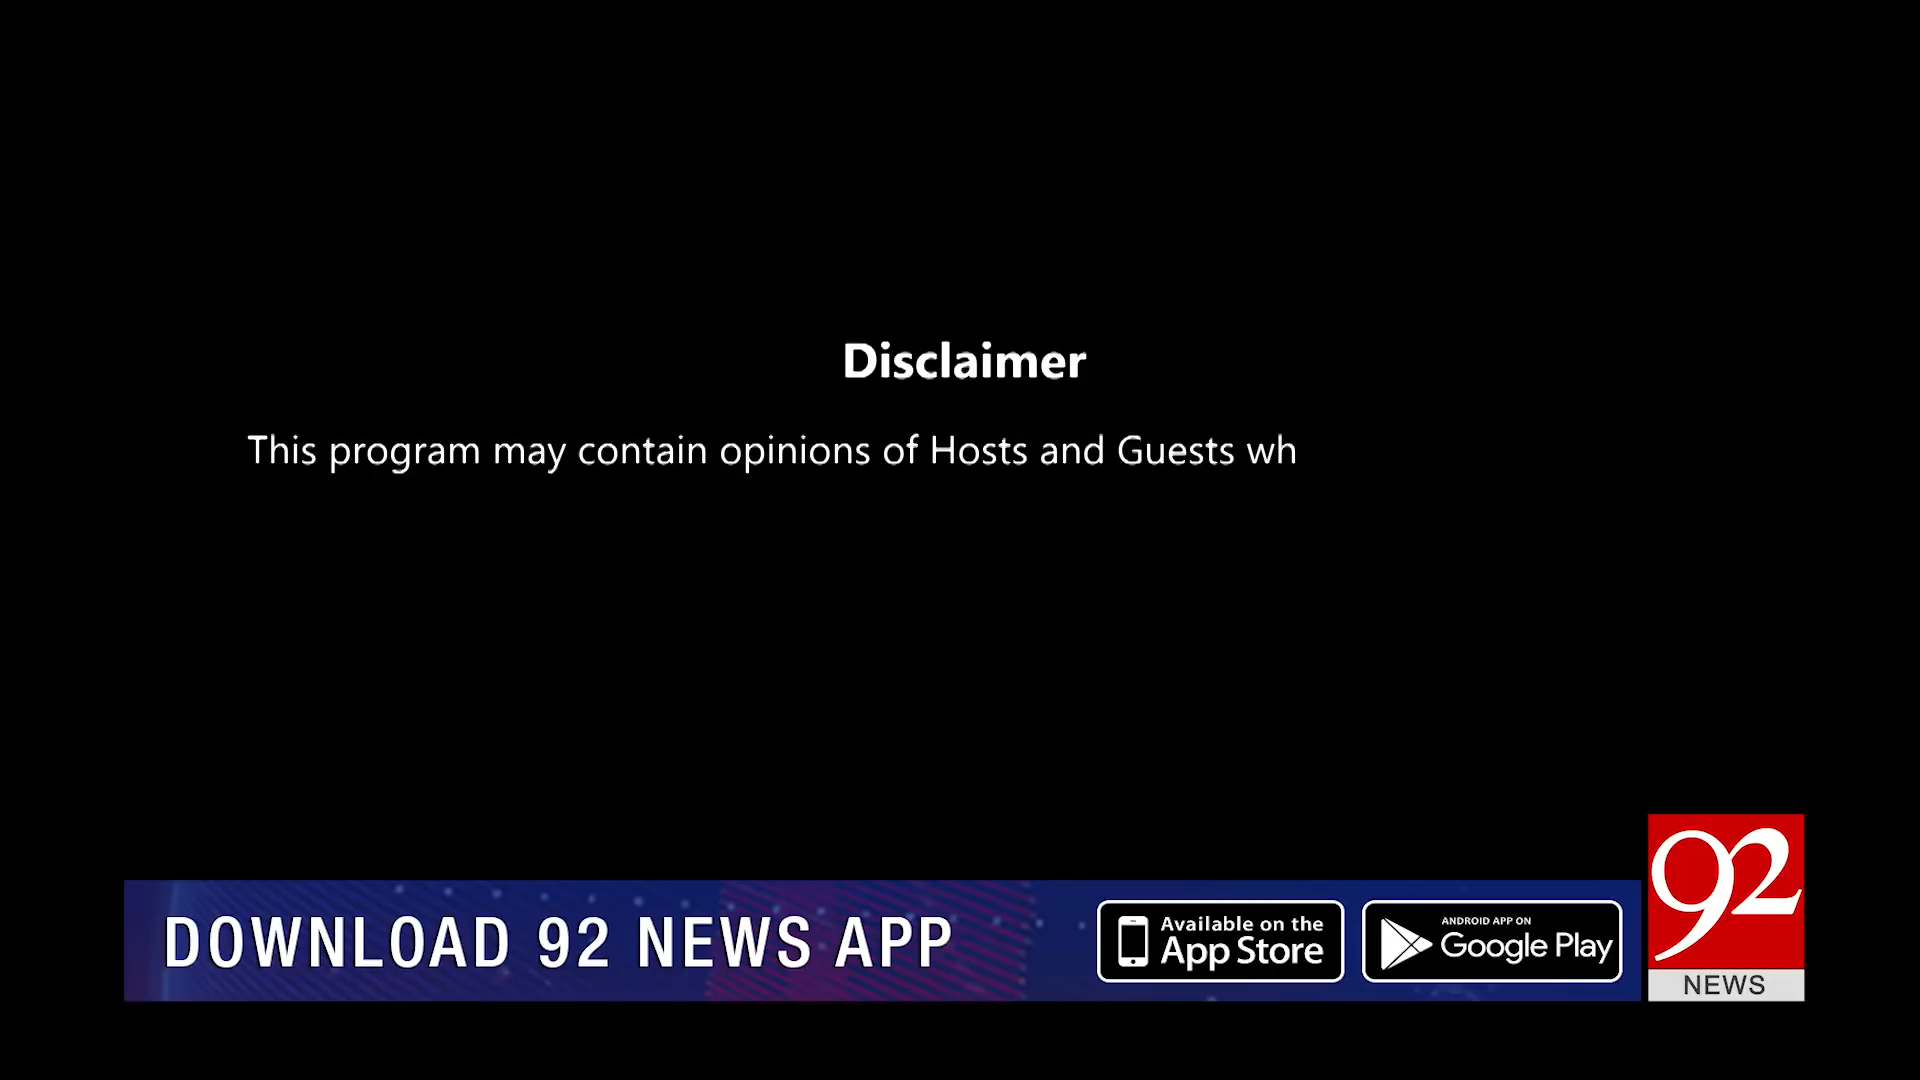 Disclaimer
This program may contain opinions of Hosts and Guests wh
DOWNLOAD 92 NEWS APP
Available on the
App Store
ANDROID APP ON
Google Play
92
NEWS